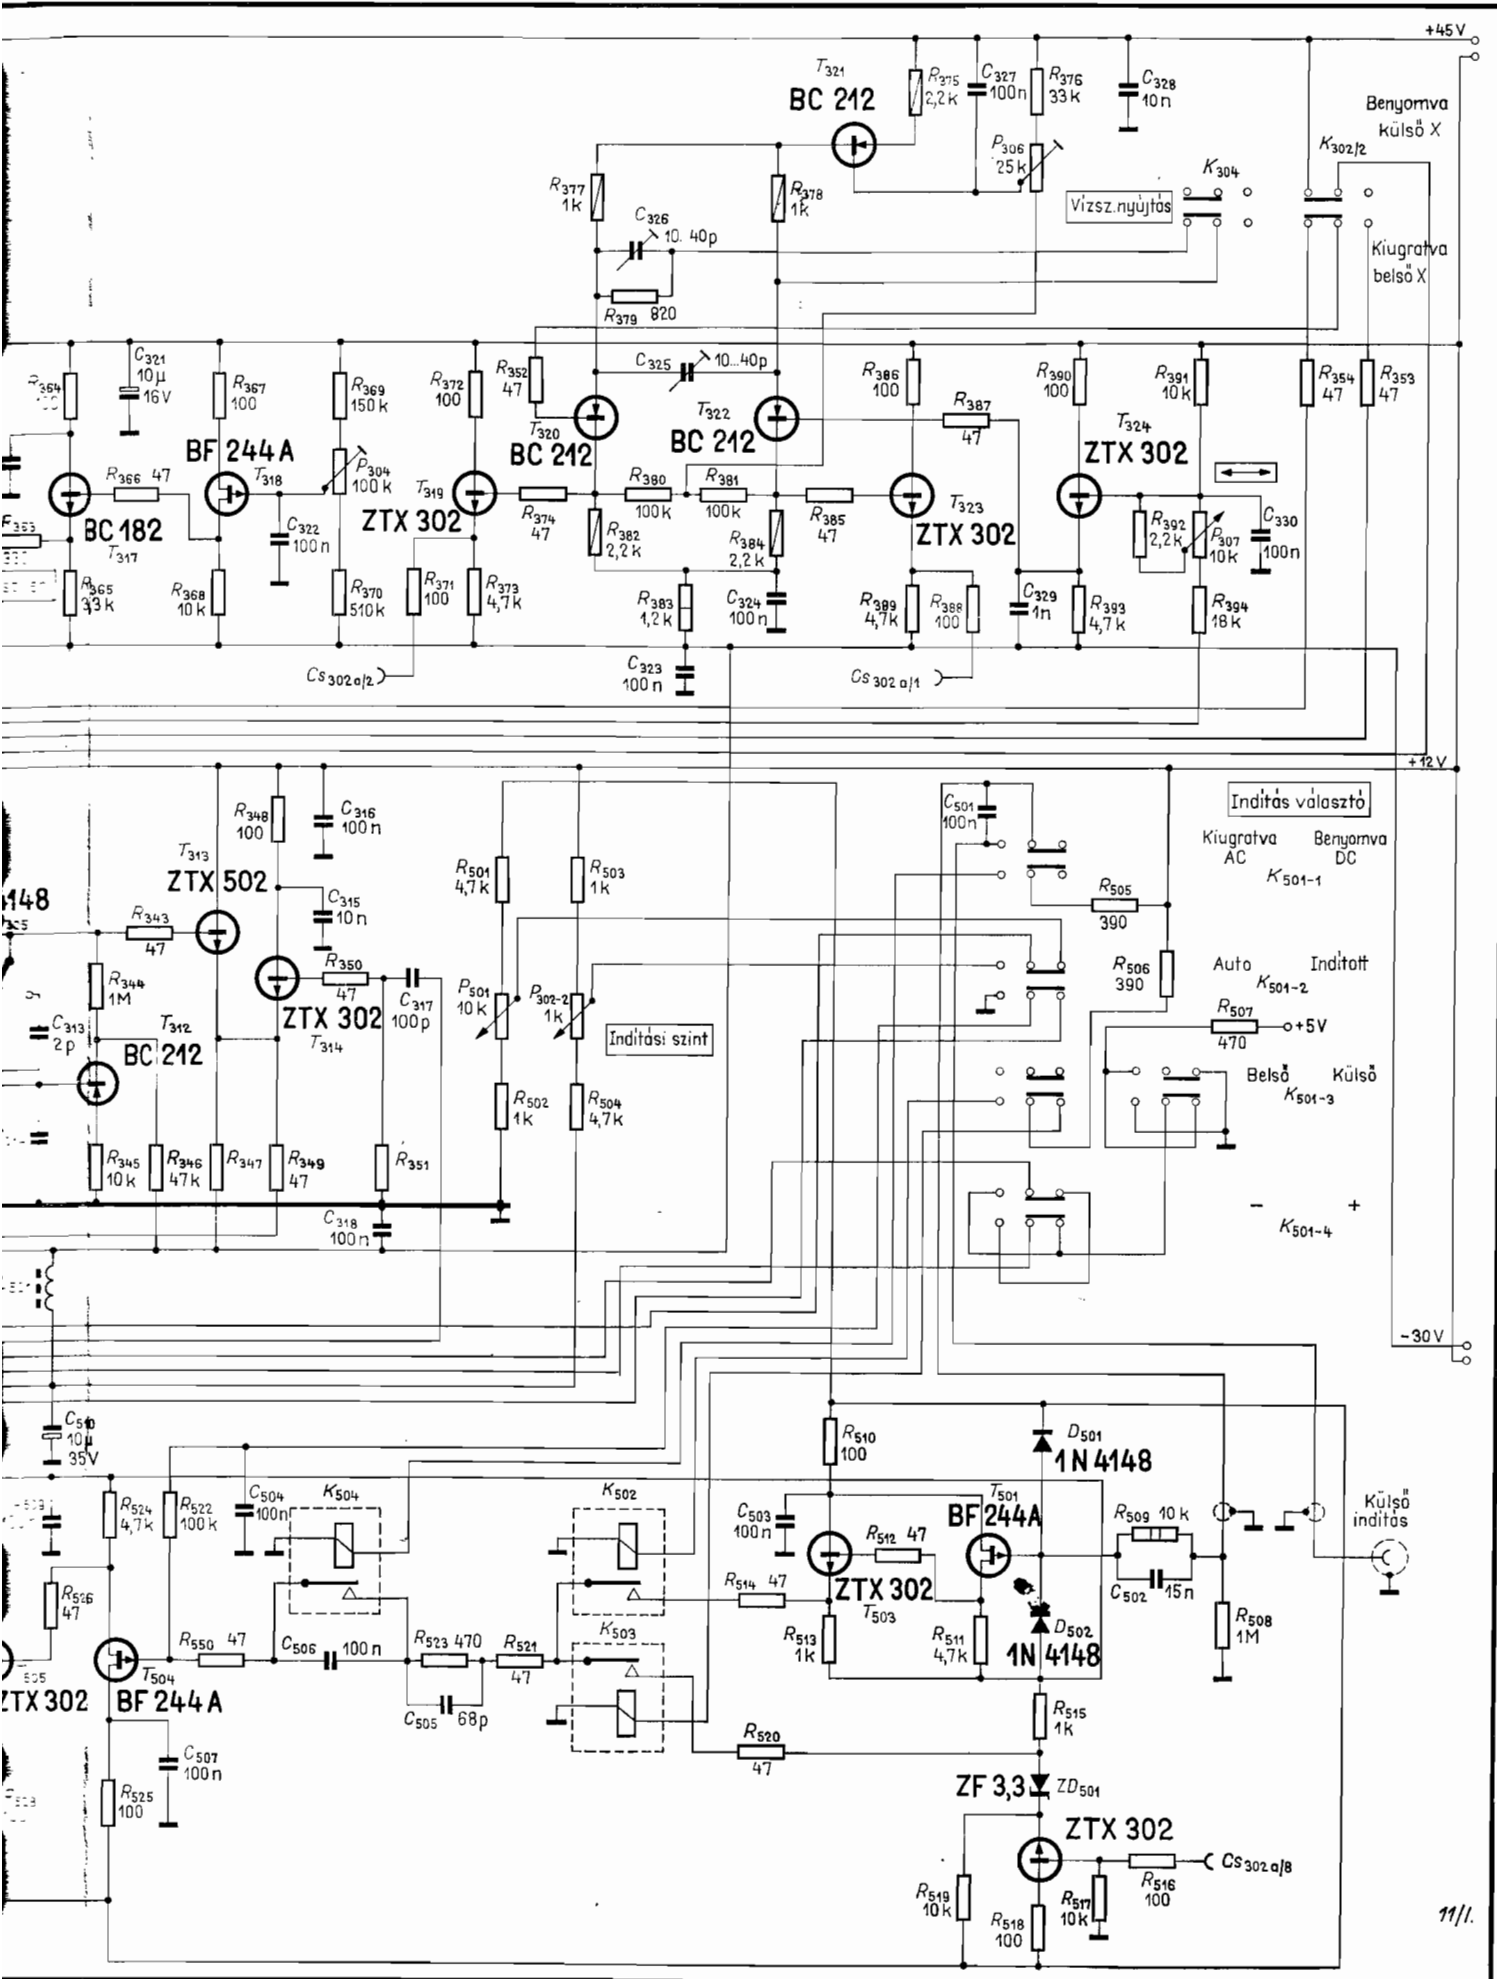 +45V
T321
BC 212
R375
2,2k
C327
100n
R376
33k
C328
10n
Benyomva
külső X
P306
25k
K304
K302/2
R377
1k
R378
1k
Vízsz.nyújtás
C326
10..40p
Kiugratva
belső X
R379 820
C321
10µ
16V
R367
100
R369
150k
R372
100
R352
47
C325
10...40p
R386
100
R387
47
R390
100
R391
10k
R354
47
R353
47
T320
BC 212
T322
BC 212
T324
ZTX 302
BF 244A
T318
R366 47
P304
100k
T319
ZTX 302
R374
47
R380
100k
R381
100k
R385
47
T323
ZTX 302
BC 182
T317
C322
100n
R382
2,2k
R384
2,2k
R392
2,2k
P307
10k
C330
100n
R365
33k
R368
10k
R370
510k
R371
100
R373
4,7k
R383
1,2k
C324
100n
R389
4,7k
R388
100
C329
1n
R393
4,7k
R394
18k
Cs302a/2
C323
100n
Cs302a/1
+12V
R348
100
C316
100n
C501
100n
Indítás választó
Kiugratva
AC
Benyomva
DC
K501-1
T313
ZTX 502
R501
4,7k
R503
1k
R505
390
C315
10n
R343
47
R350
47
C317
100p
R344
1M
ZTX 302
T314
P501
10k
P302-2
1k
Indítási szint
R506
390
Auto
Indított
K501-2
R507
470
+5V
C313
2p
T312
BC 212
R502
1k
R504
4,7k
Belső
Külső
K501-3
R345
10k
R346
47k
R347
R349
47
R351
C318
100n
-
+
K501-4
-30V
C510
10µ
35V
R510
100
D501
1N 4148
R524
4,7k
R522
100k
C504
100n
K504
K502
C503
100n
T501
BF 244A
R509 10k
Külső
indítás
R512 47
ZTX 302
T503
C502 15n
R526
47
R514 47
R550 47
C506 100n
R523 470
R521
47
K503
R513
1k
R511
4,7k
D502
1N 4148
R508
1M
ZTX 302
T504
BF 244A
C505 68p
R515
1k
C507
100n
R520
47
R525
100
ZF 3,3
ZD501
ZTX 302
Cs302a/8
R516
100
R519
10k
R518
100
R517
10k
11/1.